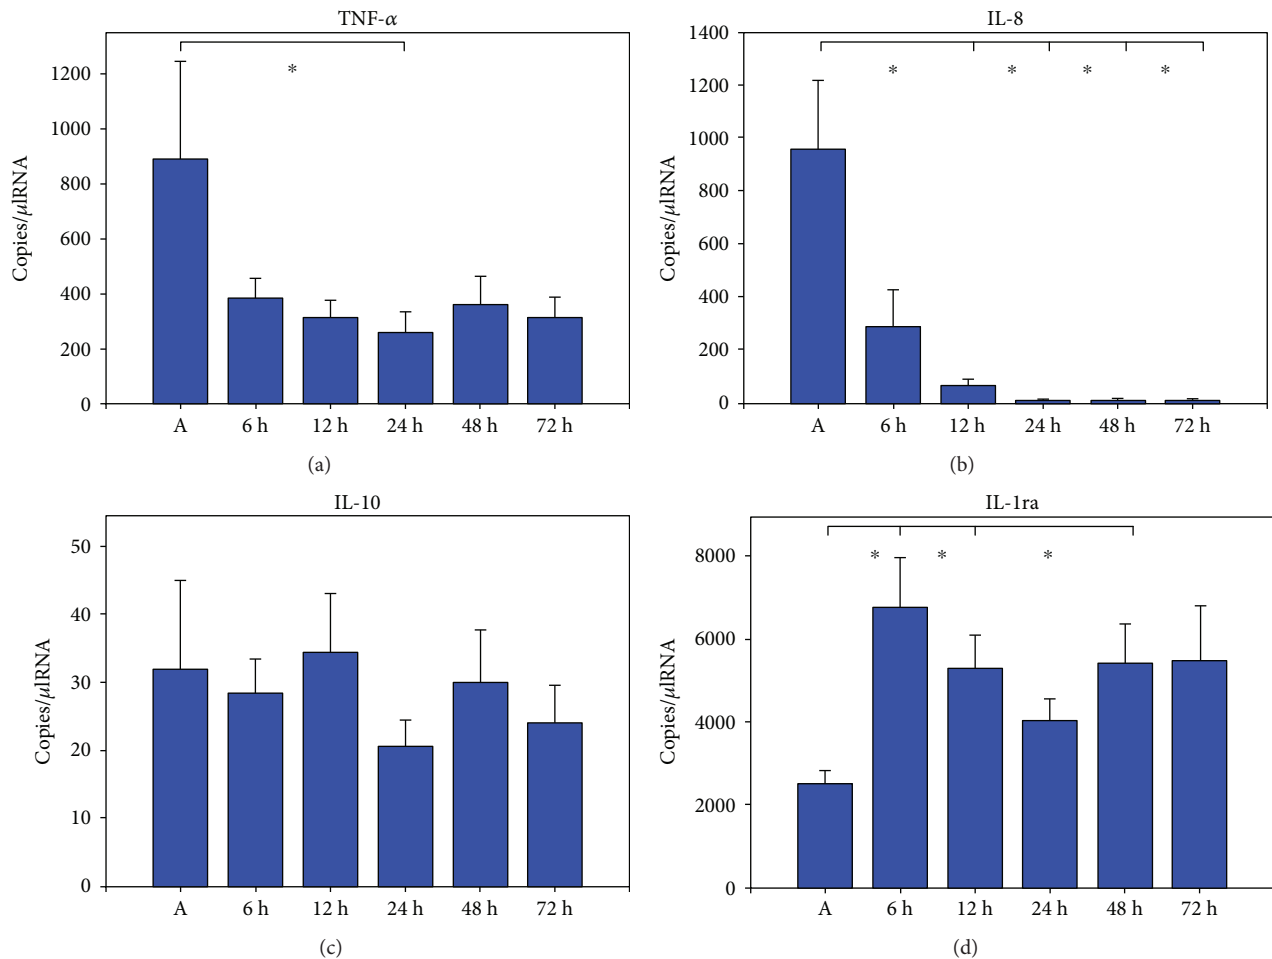 TNF-α
Copies/μlRNA
1200
1000
800
600
400
200
0
*
A 6 h 12 h 24 h 48 h 72 h
(a)
IL-8
Copies/μlRNA
1400
1200
1000
800
600
400
200
0
* * * *
A 6 h 12 h 24 h 48 h 72 h
(b)
IL-10
Copies/μlRNA
50
40
30
20
10
0
A 6 h 12 h 24 h 48 h 72 h
(c)
IL-1ra
Copies/μlRNA
8000
6000
4000
2000
0
* * *
A 6 h 12 h 24 h 48 h 72 h
(d)